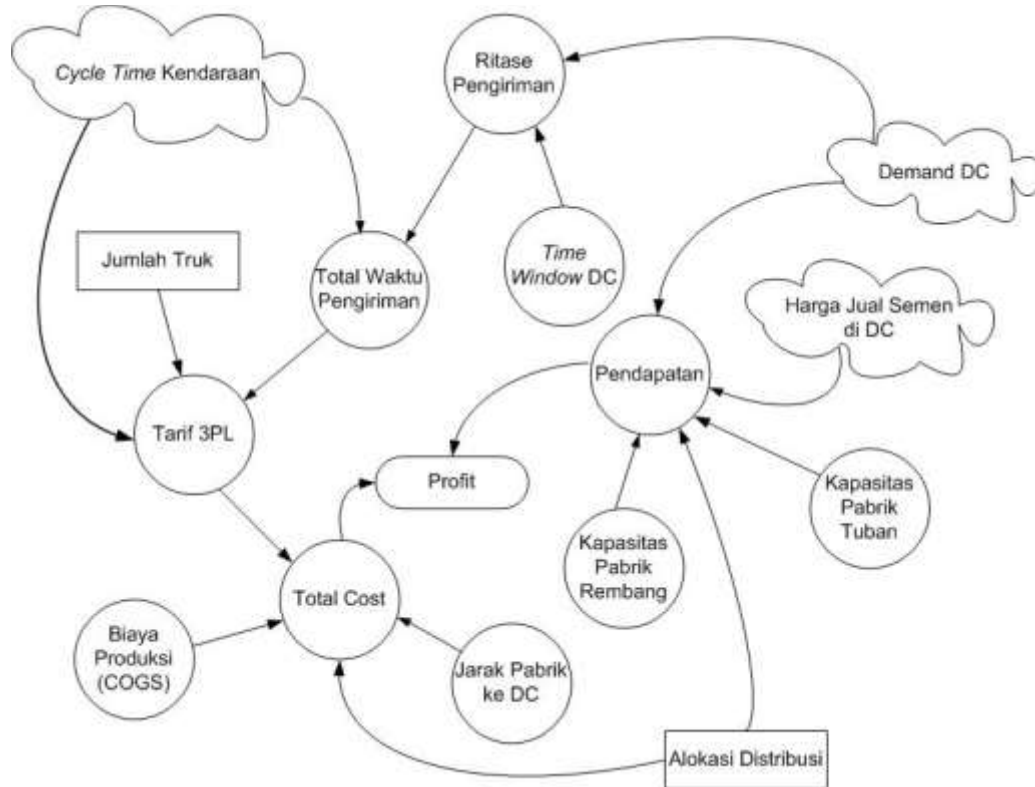 Cycle Time Kendaraan
Ritase
Pengiriman
Demand DC
Jumlah Truk
Total Waktu
Pengiriman
Time
Window DC
Harga Jual Semen
di DC
Pendapatan
Tarif 3PL
Profit
Kapasitas
Pabrik
Tuban
Kapasitas
Pabrik
Rembang
Total Cost
Biaya
Produksi
(COGS)
Jarak Pabrik
ke DC
Alokasi Distribusi